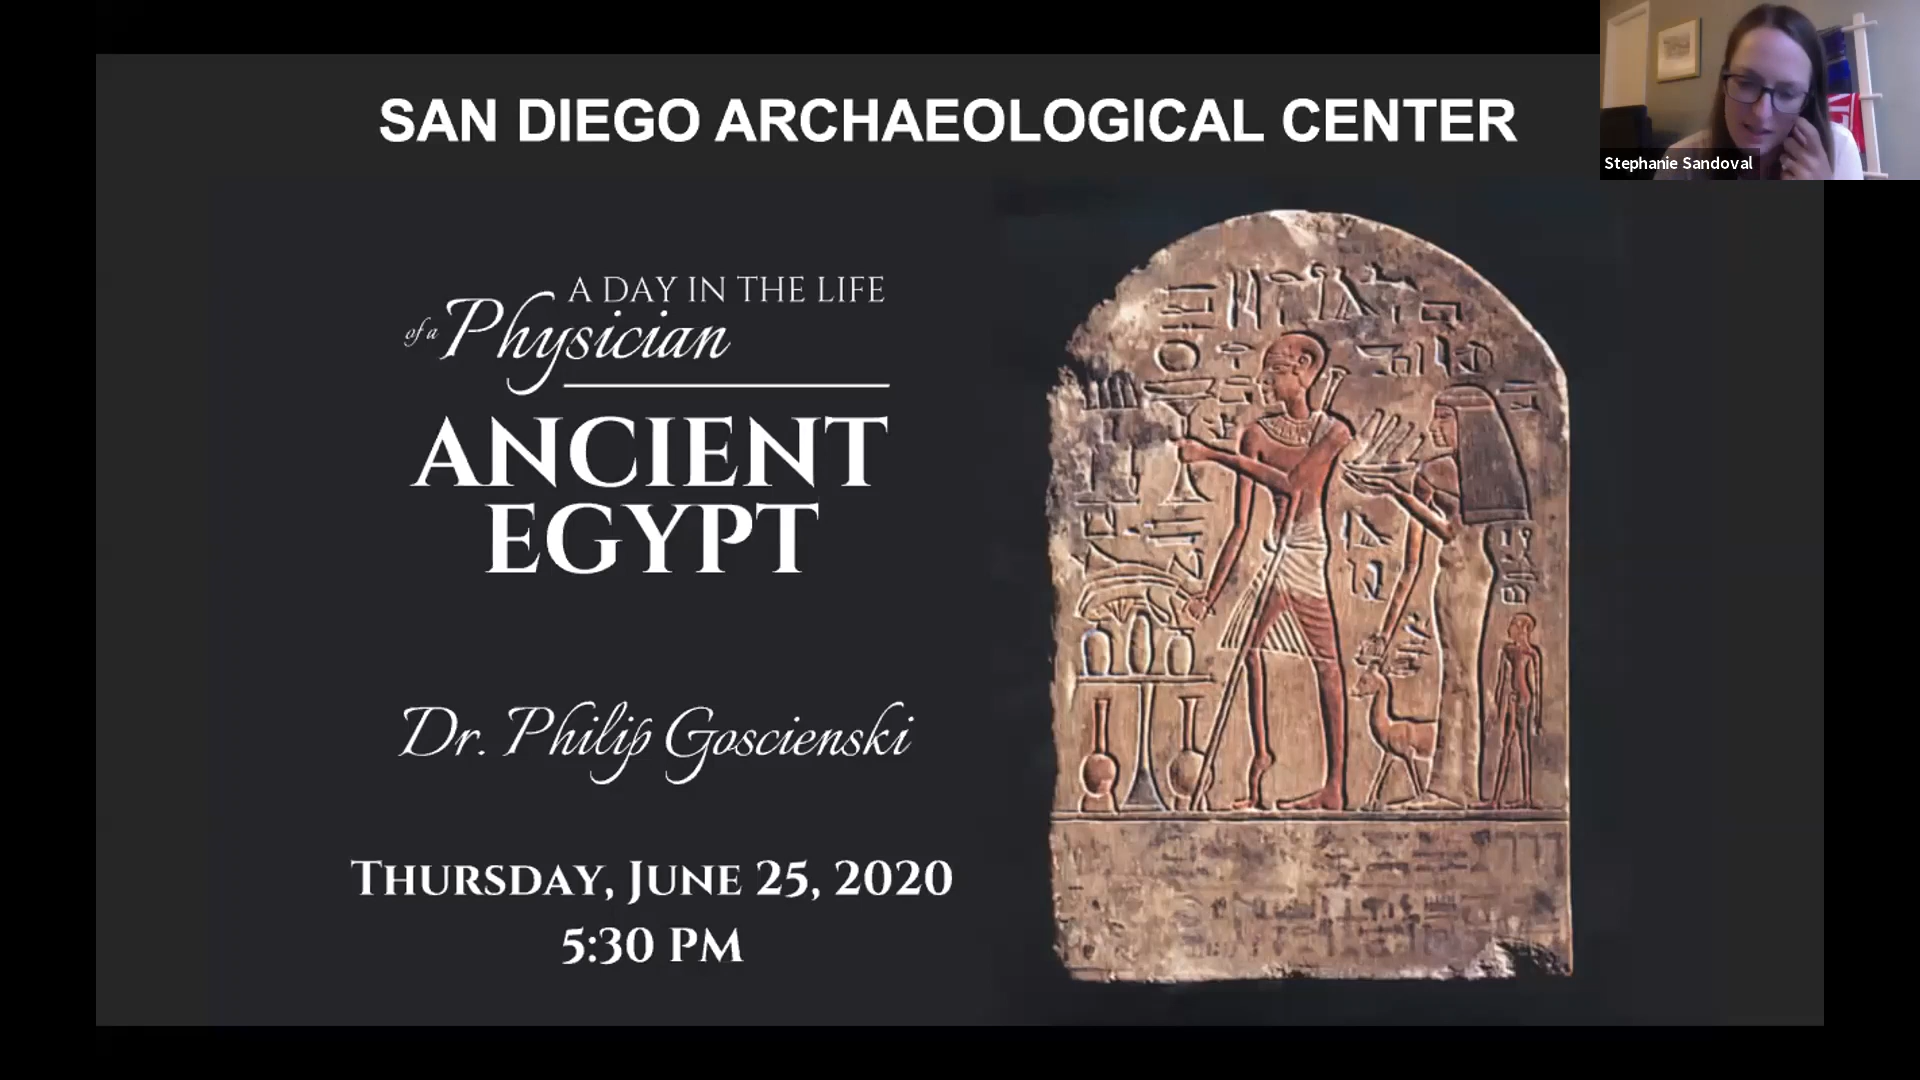 SAN DIEGO ARCHAEOLOGICAL CENTER
Stephanie Sandoval
A DAY IN THE LIFE
of a Physician
ANCIENT
EGYPT
Dr. Philip Goscienski
THURSDAY, JUNE 25, 2020
5:30 PM